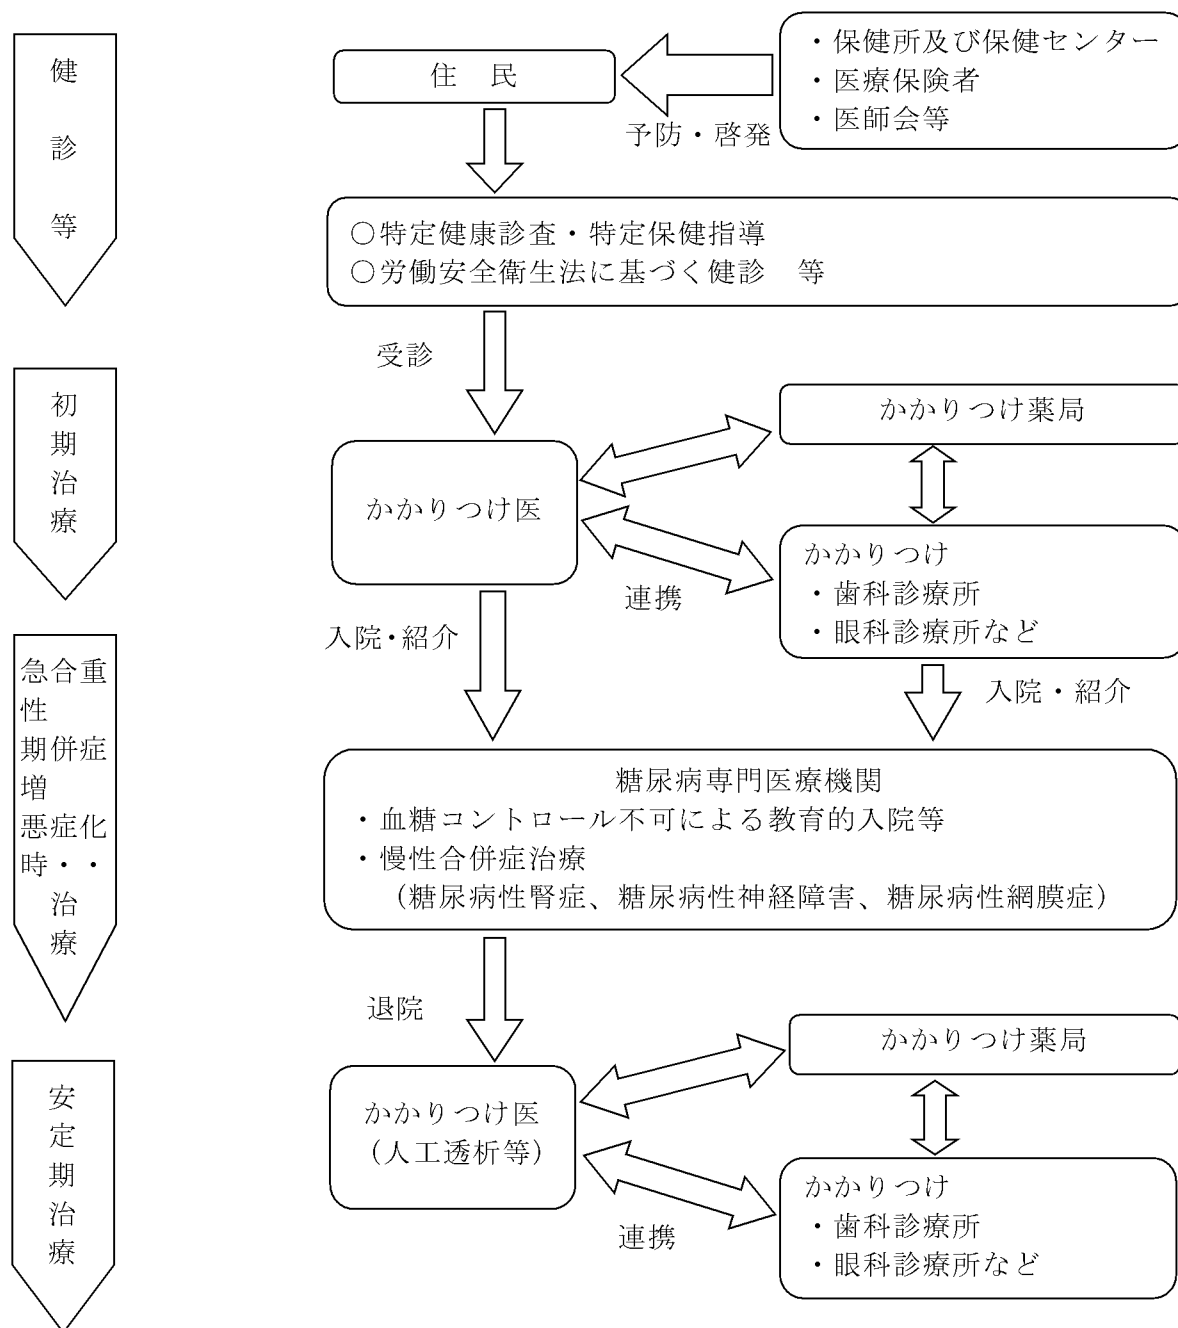 健診等
住　民
・保健所及び保健センター
・医療保険者
・医師会等
予防・啓発
○特定健康診査・特定保健指導
○労働安全衛生法に基づく健診　等
受診
初期治療
かかりつけ医
かかりつけ薬局
かかりつけ
・歯科診療所
・眼科診療所など
連携
入院・紹介
入院・紹介
急合重
性
期併症
増
悪症化
時・・
治
療
糖尿病専門医療機関
・血糖コントロール不可による教育的入院等
・慢性合併症治療
（糖尿病性腎症、糖尿病性神経障害、糖尿病性網膜症）
退院
安定期治療
かかりつけ医
（人工透析等）
かかりつけ薬局
かかりつけ
・歯科診療所
・眼科診療所など
連携